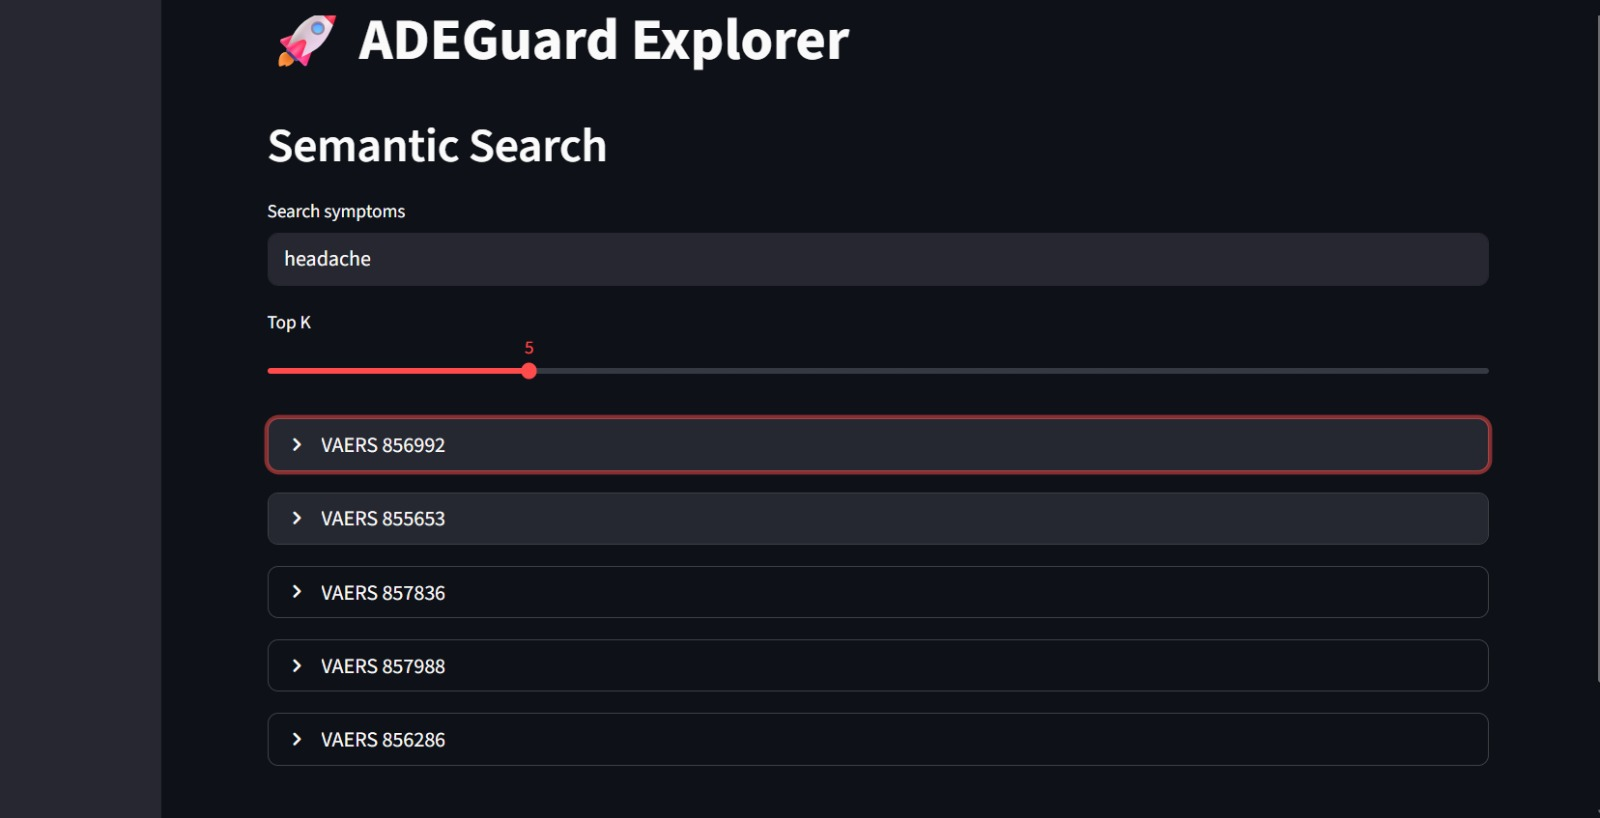 🚀 ADEGuard Explorer
Semantic Search
Search symptoms
headache
Top K
5
VAERS 856992
VAERS 855653
VAERS 857836
VAERS 857988
VAERS 856286